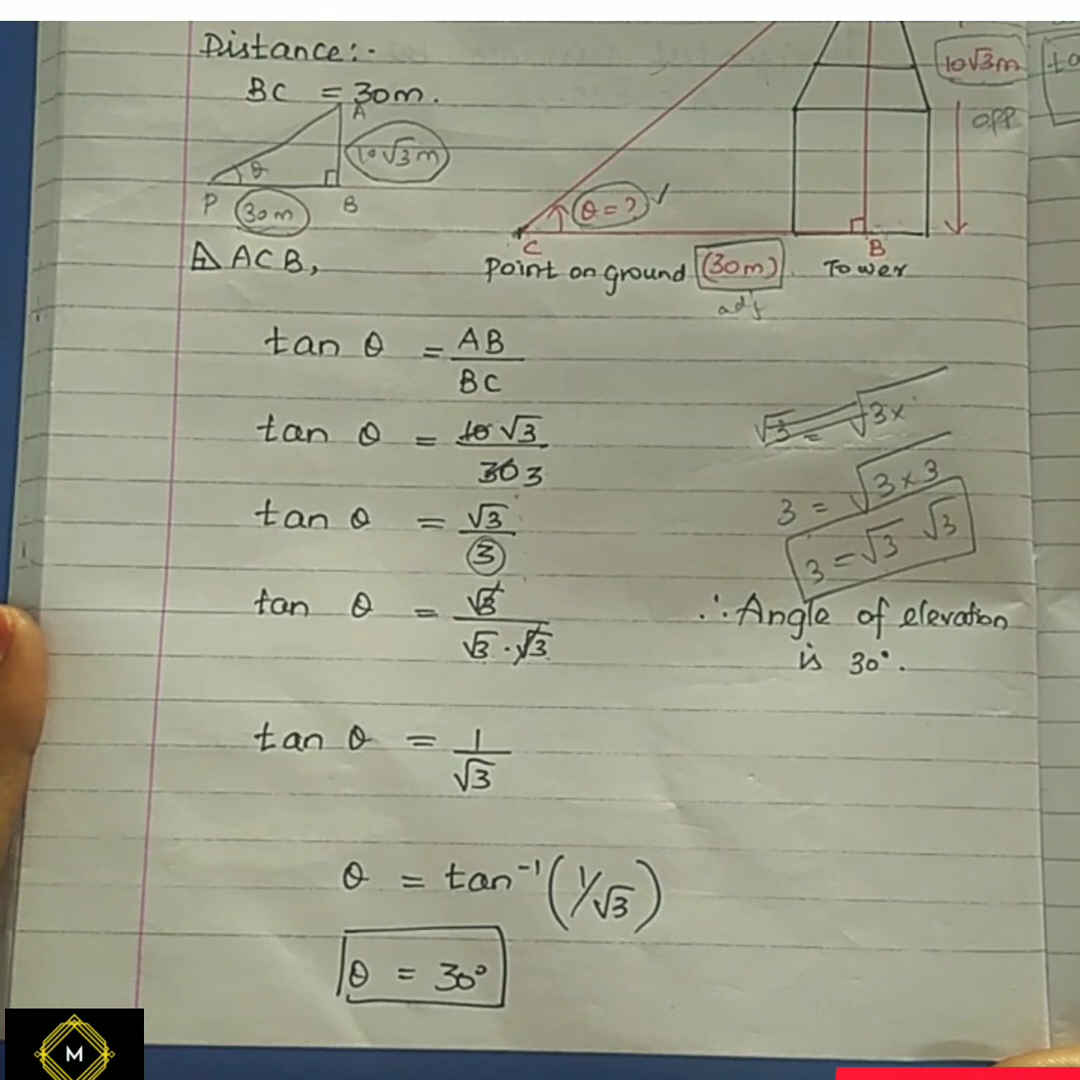 Distance:-
BC = 30m.
A
10√3 m
θ
P 30m B
⊿ ACB,
10√3m
opp
θ = ? ✓
C
B
Point on ground (30m) Tower
adj
tan θ = AB / BC
tan θ = 10√3 / 30 3
tan θ = √3 / 3
tan θ = √3 / √3 · √3
tan θ = 1 / √3
θ = tan⁻¹(1/√3)
θ = 30°
√3 = √3×
3 = √3×3
3 = √3 √3
∴ Angle of elevation
is 30°.
M